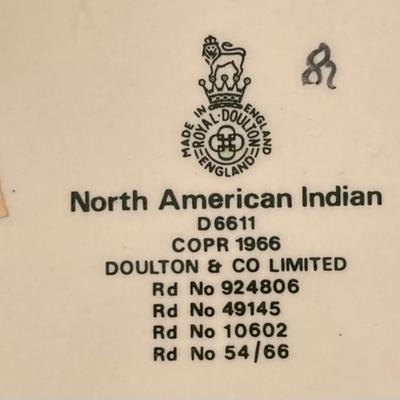 MADE IN ENGLAND
ROYAL · DOULTON
ENGLAND
North American Indian
D6611
COPR 1966
DOULTON & CO LIMITED
Rd No 924806
Rd No 49145
Rd No 10602
Rd No 54/66